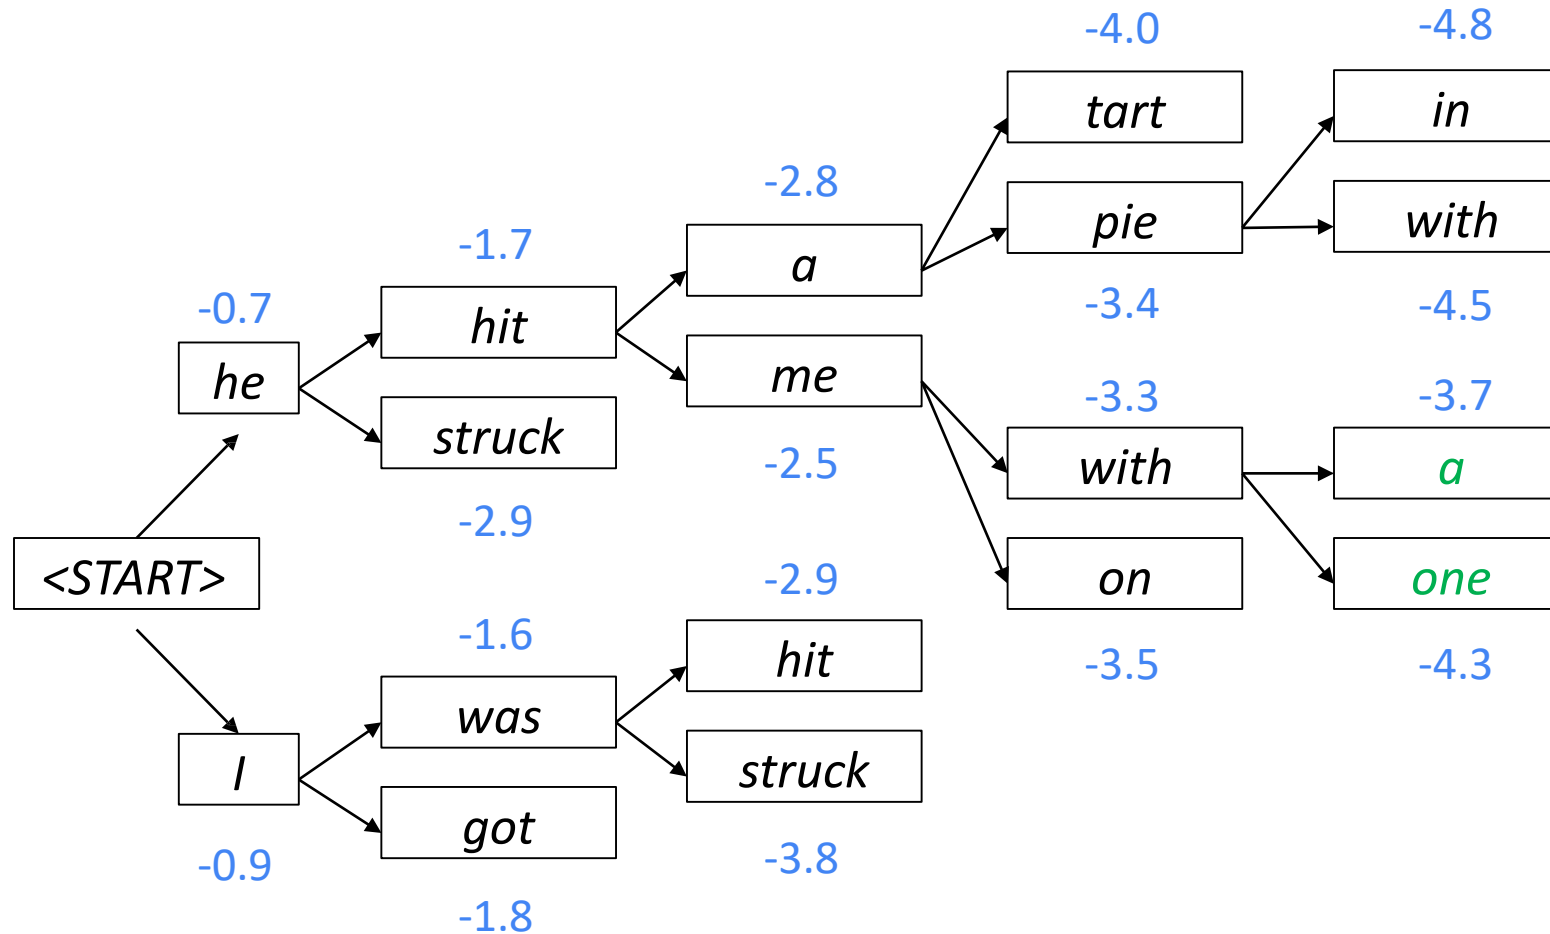 <START>
-0.7
he
I
-0.9
-1.7
hit
struck
-2.9
-1.6
was
got
-1.8
-2.8
a
me
-2.5
-2.9
hit
struck
-3.8
-4.0
tart
pie
-3.4
-3.3
with
on
-3.5
-4.8
in
with
-4.5
-3.7
a
one
-4.3